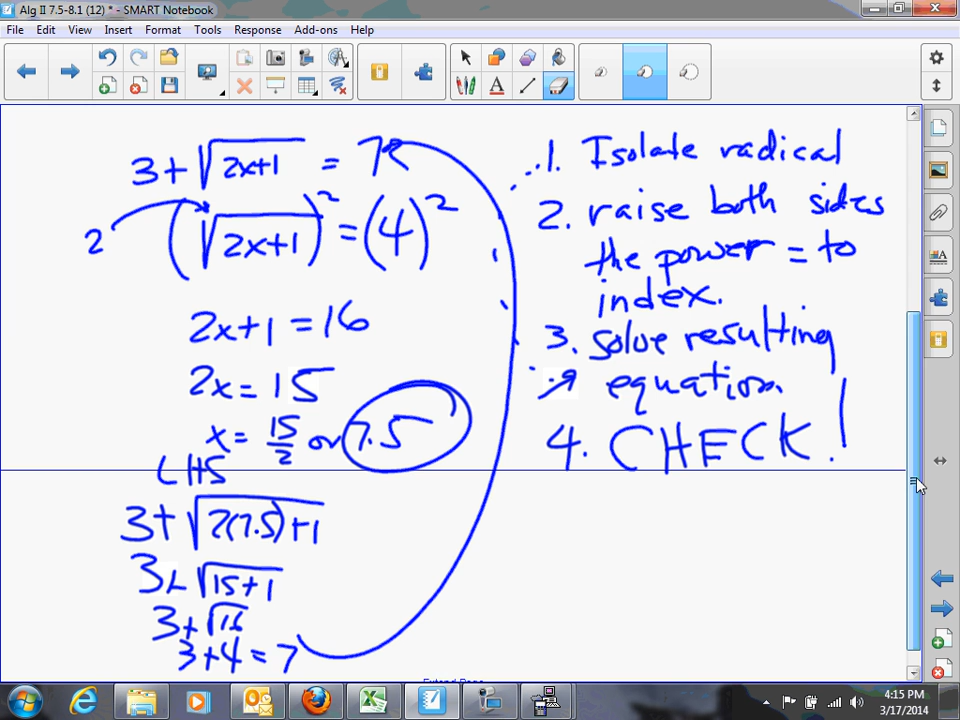 Alg II 7.5-8.1 (12) * - SMART Notebook
File Edit View Insert Format Tools Response Add-ons Help
3 + √(2x+1) = 7
2
(√(2x+1))² = (4)²
2x+1 = 16
2x = 15
x = 15/2 or 7.5
LHS
3 + √(2(7.5)+1)
3 + √(15+1)
3 + √16
3 + 4 = 7
1. Isolate radical
2. raise both sides
the power = to
index.
3. solve resulting
equation.
4. CHECK!
Extend Page
4:15 PM
3/17/2014